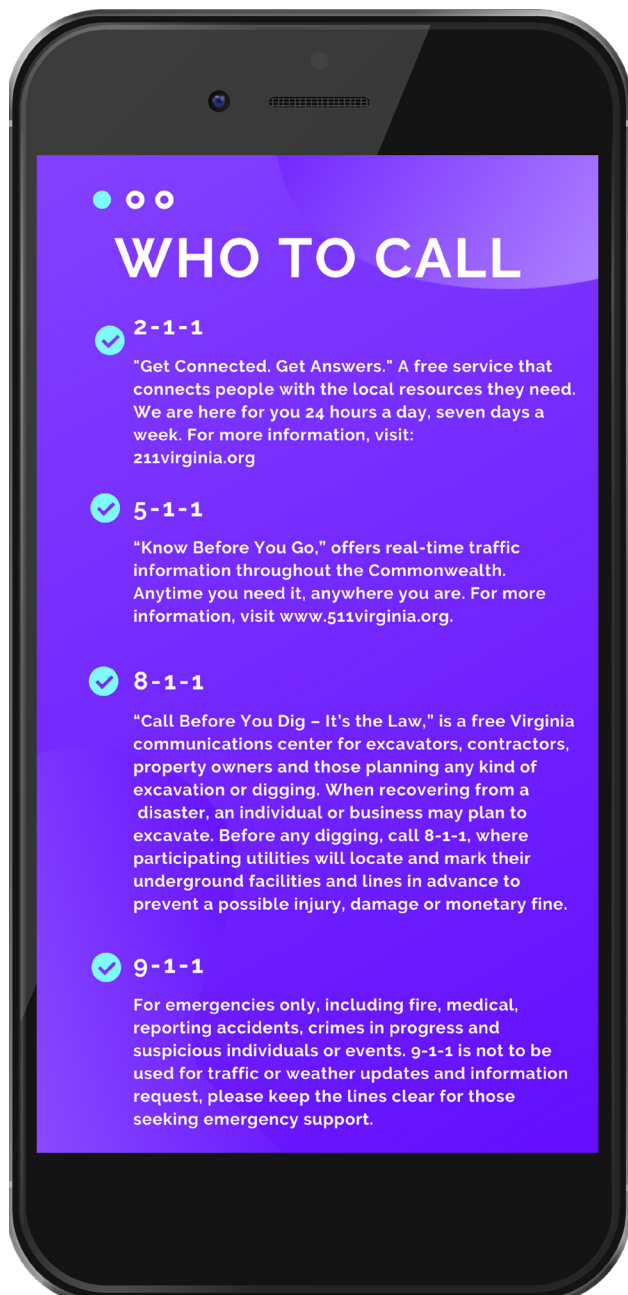 WHO TO CALL
2-1-1
"Get Connected. Get Answers." A free service that
connects people with the local resources they need.
We are here for you 24 hours a day, seven days a
week. For more information, visit:
211virginia.org
5-1-1
“Know Before You Go,” offers real-time traffic
information throughout the Commonwealth.
Anytime you need it, anywhere you are. For more
information, visit www.511virginia.org.
8-1-1
“Call Before You Dig – It’s the Law,” is a free Virginia
communications center for excavators, contractors,
property owners and those planning any kind of
excavation or digging. When recovering from a
disaster, an individual or business may plan to
excavate. Before any digging, call 8-1-1, where
participating utilities will locate and mark their
underground facilities and lines in advance to
prevent a possible injury, damage or monetary fine.
9-1-1
For emergencies only, including fire, medical,
reporting accidents, crimes in progress and
suspicious individuals or events. 9-1-1 is not to be
used for traffic or weather updates and information
request, please keep the lines clear for those
seeking emergency support.